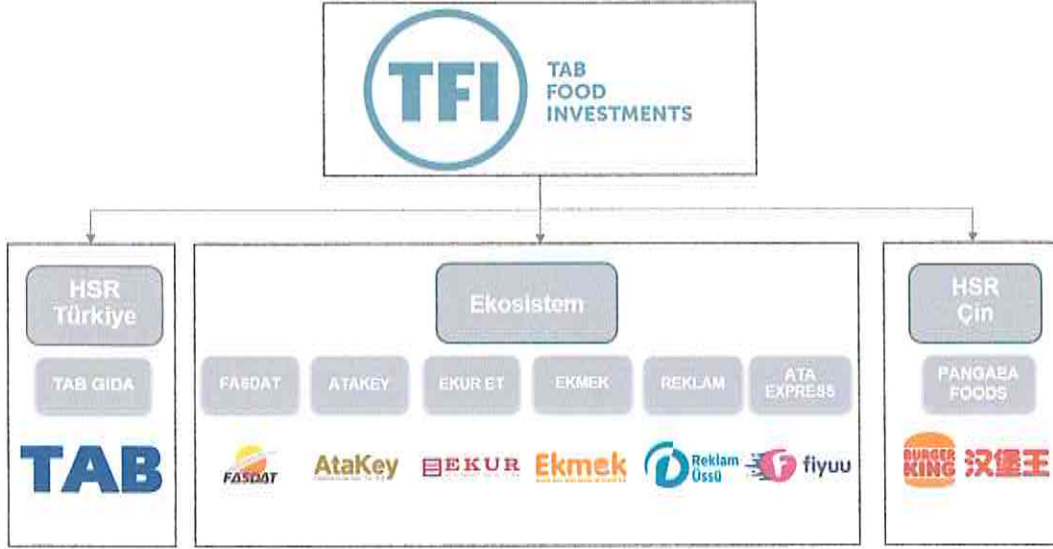 TFI
TAB
FOOD
INVESTMENTS
HSR
Türkiye
TAB GIDA
TAB
Ekosistem
FASDAT
ATAKEY
EKUR ET
EKMEK
REKLAM
ATA
EXPRESS
FASDAT
AtaKey
EKUR
Ekmek
Reklam
Üssü
fiyuu
HSR
Çin
PANGAEA
FOODS
BURGER
KING
汉堡王